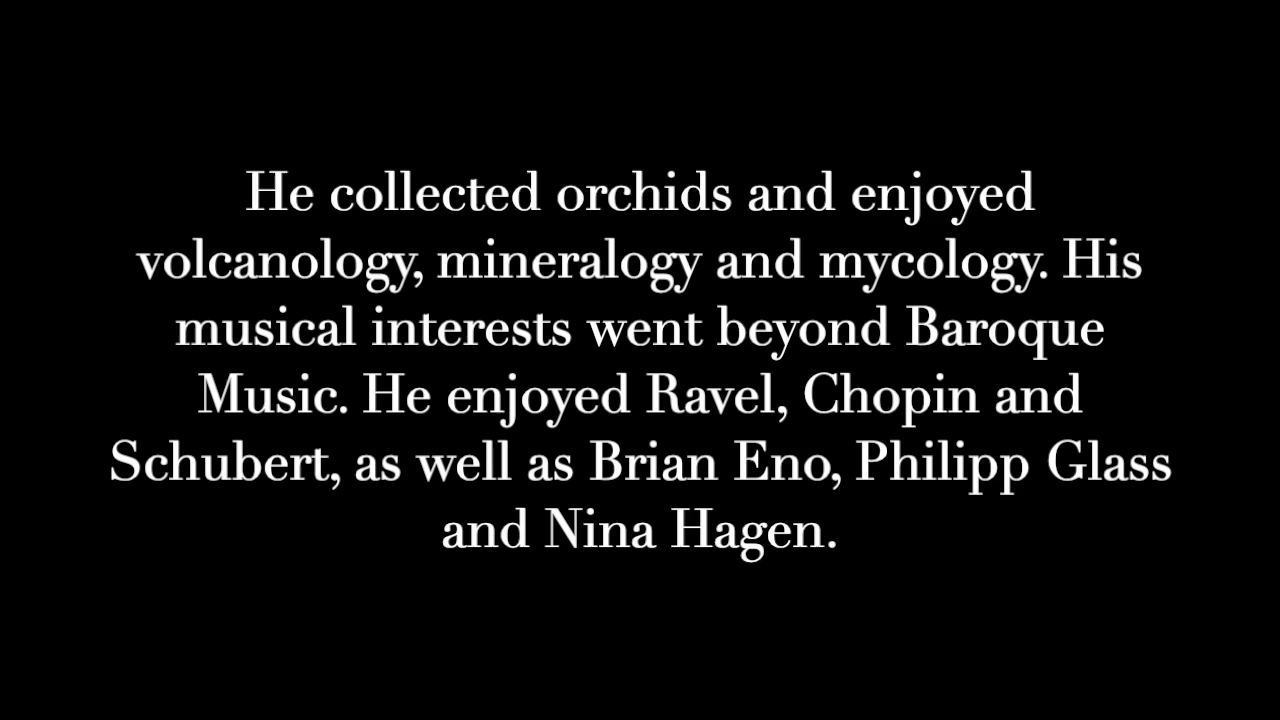 He collected orchids and enjoyed
volcanology, mineralogy and mycology. His
musical interests went beyond Baroque
Music. He enjoyed Ravel, Chopin and
Schubert, as well as Brian Eno, Philipp Glass
and Nina Hagen.